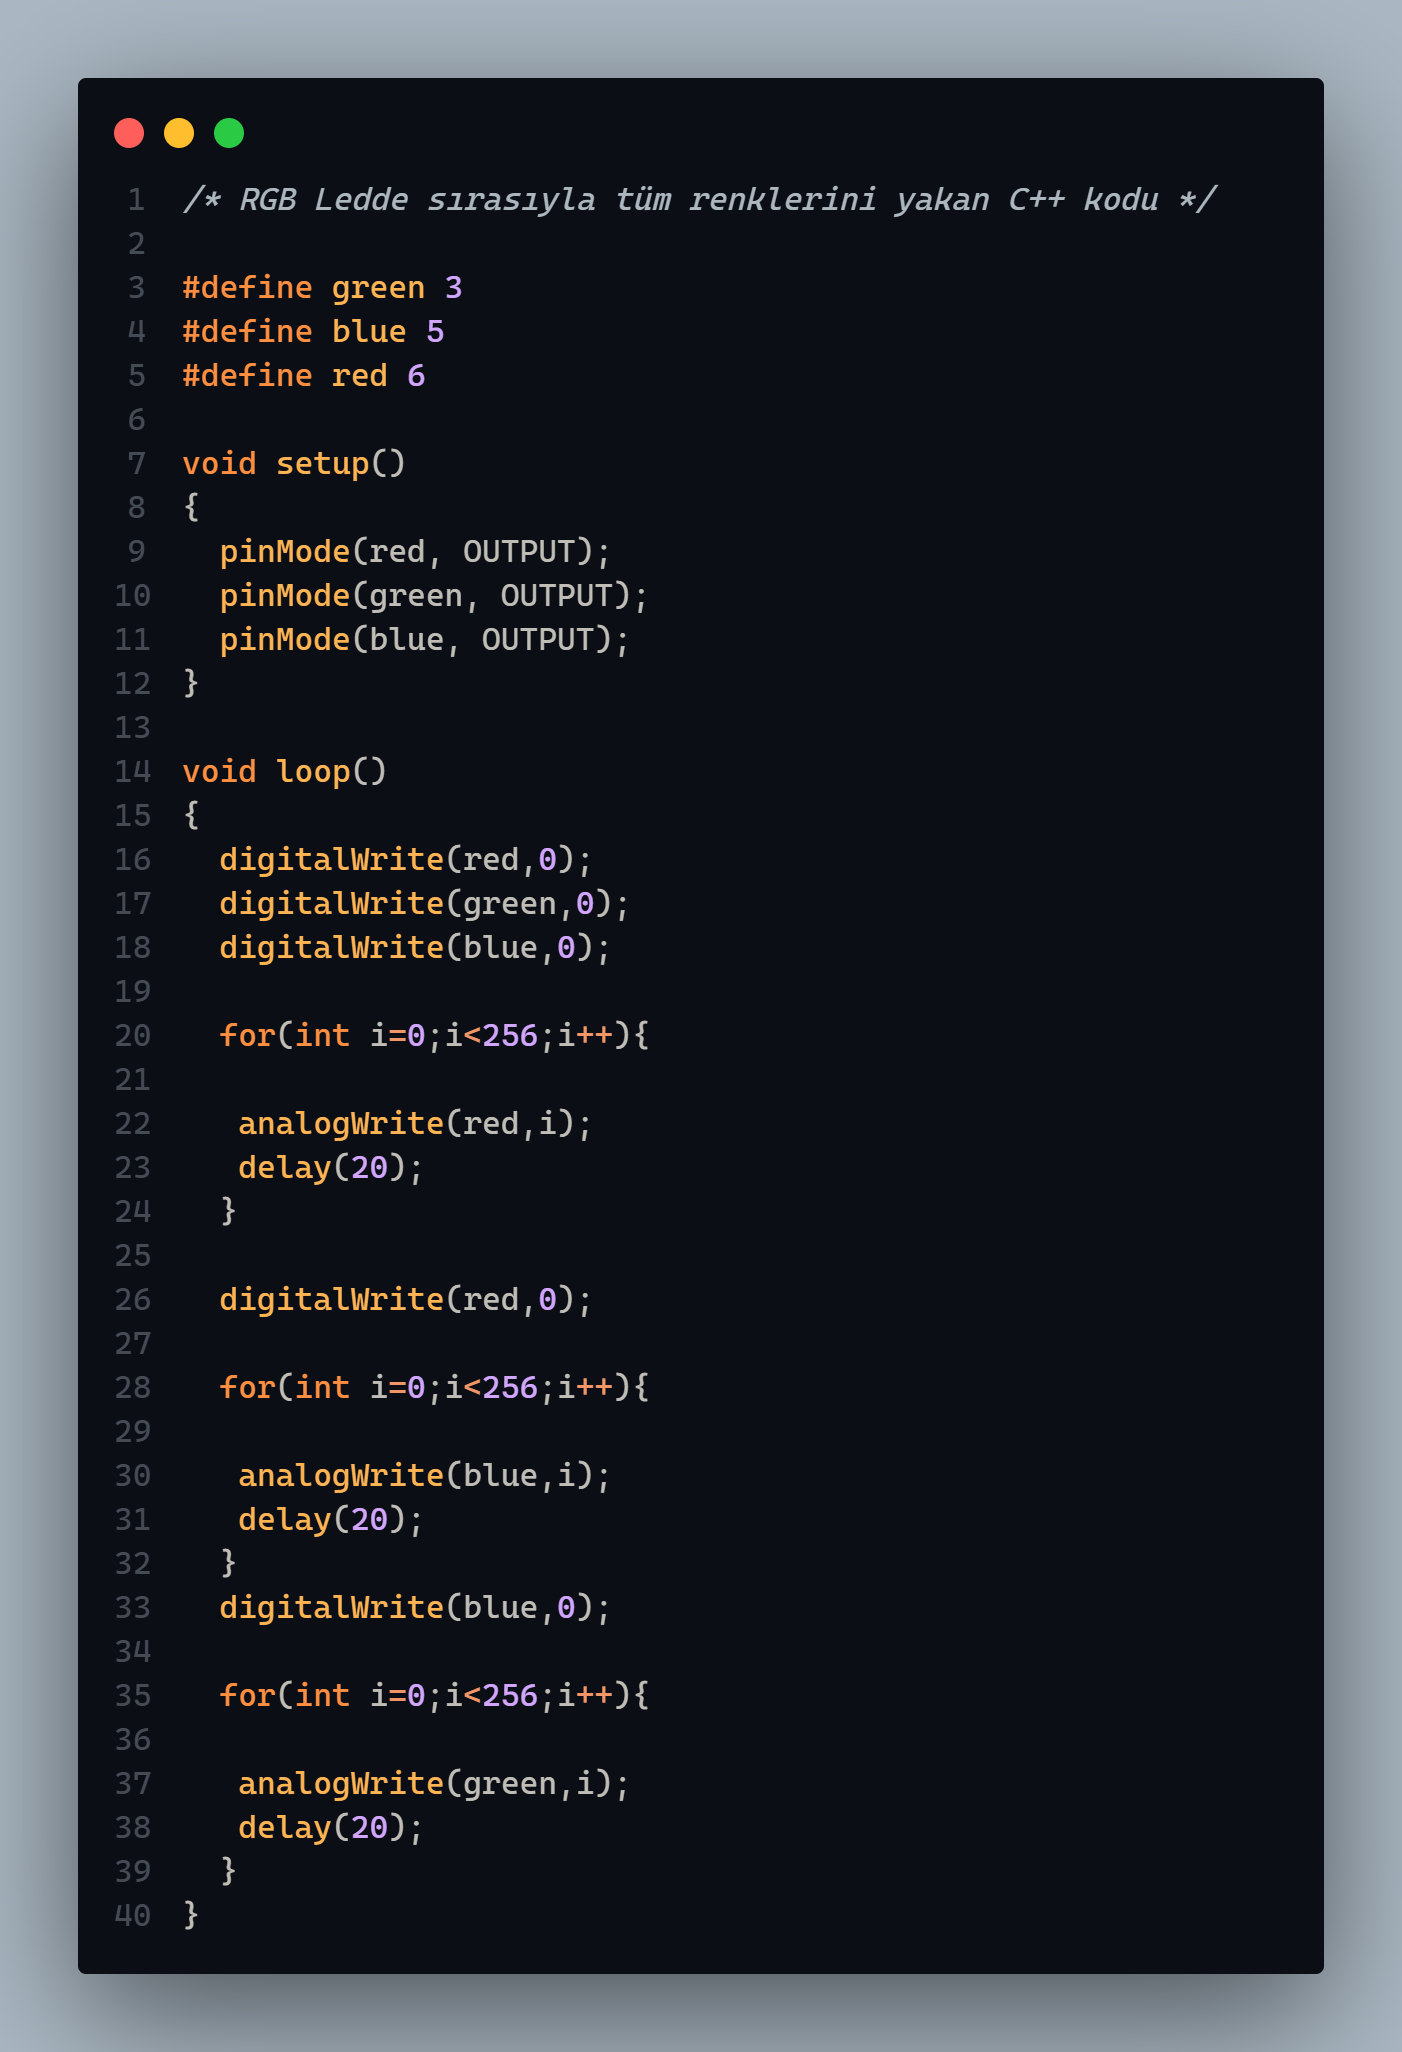 1 /* RGB Ledde sırasıyla tüm renklerini yakan C++ kodu */
2
3 #define green 3
4 #define blue 5
5 #define red 6
6
7 void setup()
8 {
9   pinMode(red, OUTPUT);
10   pinMode(green, OUTPUT);
11   pinMode(blue, OUTPUT);
12 }
13
14 void loop()
15 {
16   digitalWrite(red,0);
17   digitalWrite(green,0);
18   digitalWrite(blue,0);
19
20   for(int i=0;i<256;i++){
21
22    analogWrite(red,i);
23    delay(20);
24   }
25
26   digitalWrite(red,0);
27
28   for(int i=0;i<256;i++){
29
30    analogWrite(blue,i);
31    delay(20);
32   }
33   digitalWrite(blue,0);
34
35   for(int i=0;i<256;i++){
36
37    analogWrite(green,i);
38    delay(20);
39   }
40 }